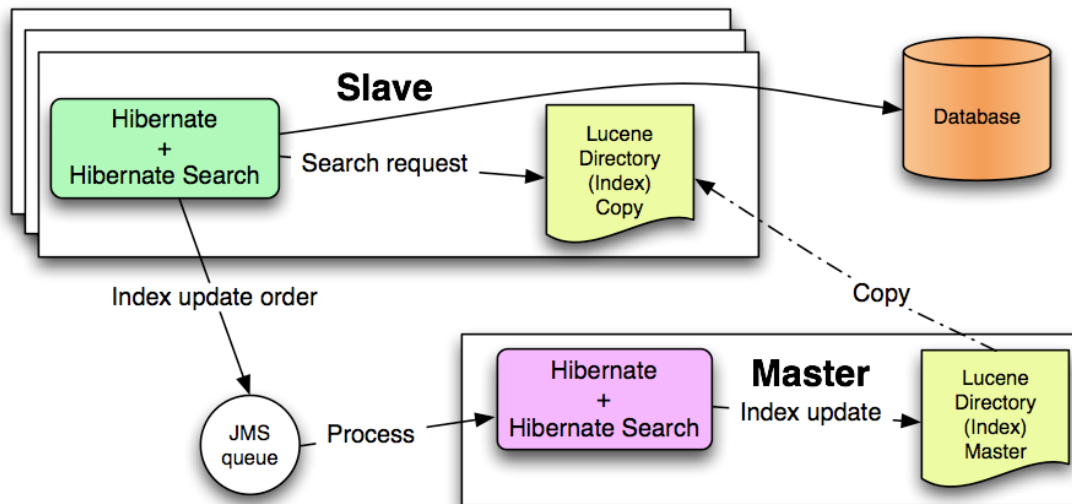 Slave
Hibernate
+
Hibernate Search
Search request
Lucene
Directory
(Index)
Copy
Database
Index update order
Copy
JMS
queue
Process
Master
Hibernate
+
Hibernate Search
Index update
Lucene
Directory
(Index)
Master